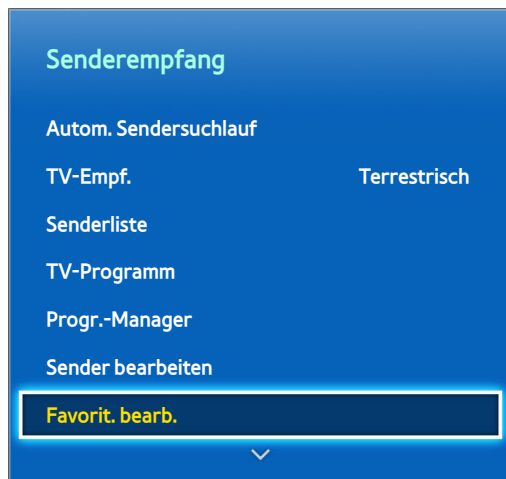 Senderempfang
Autom. Sendersuchlauf
TV-Empf. Terrestrisch
Senderliste
TV-Programm
Progr.-Manager
Sender bearbeiten
Favorit. bearb.